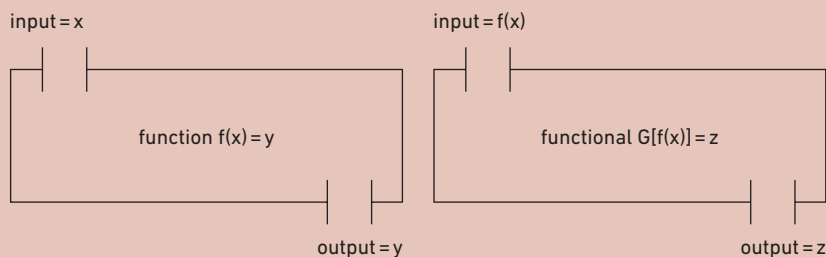 input = x
function f(x) = y
output = y
input = f(x)
functional G[f(x)] = z
output = z